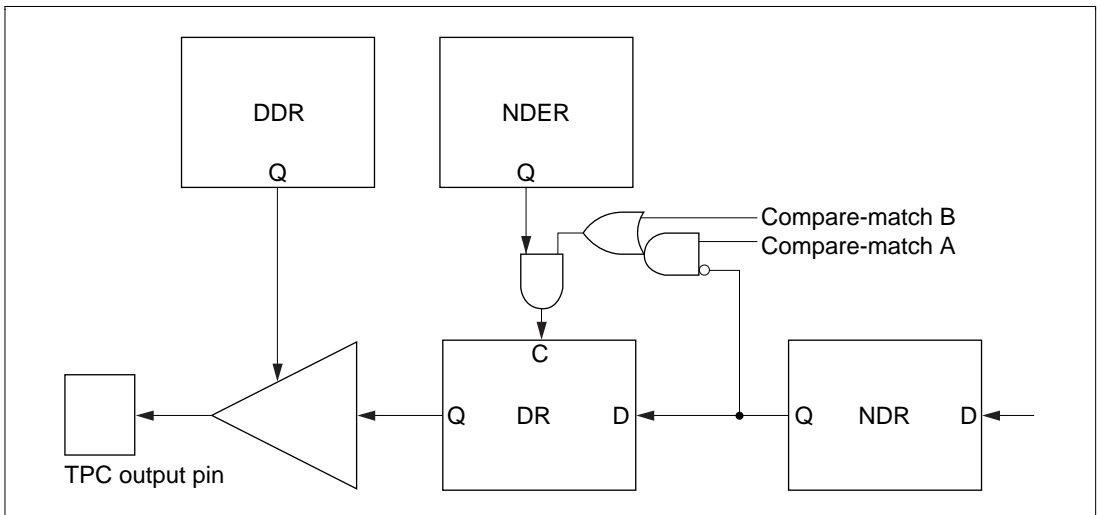 DDR
Q
NDER
Q
Compare-match B
Compare-match A
C
Q
DR
D
Q
NDR
D
TPC output pin